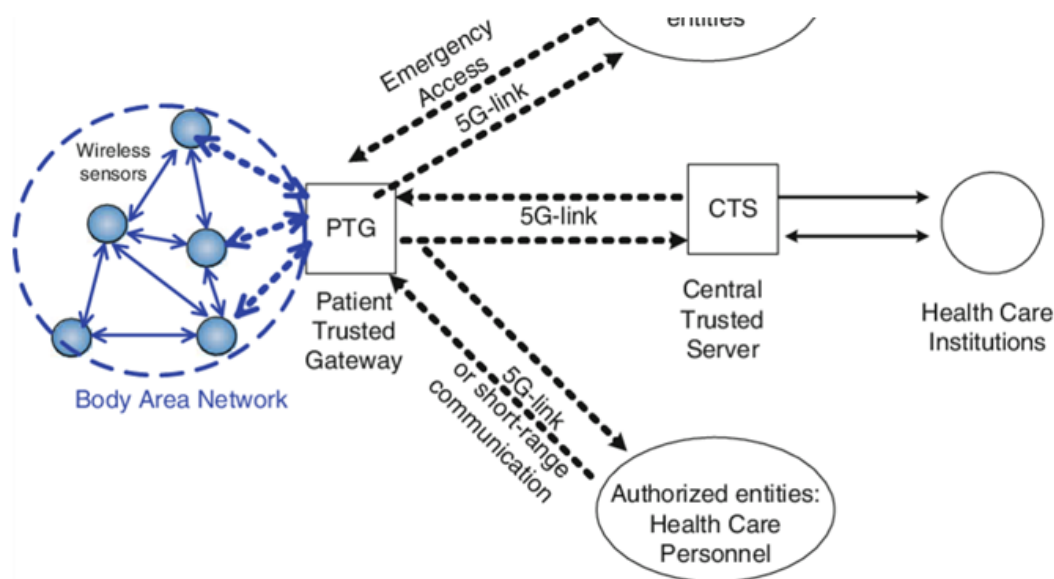 entities
Emergency
Access
5G-link
Wireless
sensors
PTG
5G-link
CTS
Patient
Trusted
Gateway
Central
Trusted
Server
Health Care
Institutions
Body Area Network
5G-link
or short-range
communication
Authorized entities:
Health Care
Personnel